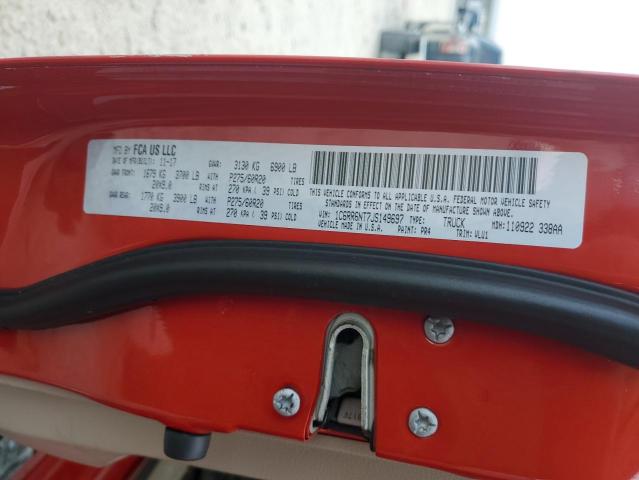 MFD BY FCA US LLC
DATE OF MFR(BUILT): 11-17 GVWR: 3130 KG 6900 LB
GAWR FRONT: 1679 KG 3700 LB WITH P275/60R20 TIRES
20X9.0 RIMS AT 270 KPA ( 39 PSI) COLD
GAWR REAR: 1770 KG 3900 LB WITH P275/60R20 TIRES
20X9.0 RIMS AT 270 KPA ( 39 PSI) COLD
THIS VEHICLE CONFORMS TO ALL APPLICABLE U.S.A. FEDERAL MOTOR VEHICLE SAFETY
STANDARDS IN EFFECT ON THE DATE OF MANUFACTURE SHOWN ABOVE.
VIN: 1C6RR6NT7JS149697 TYPE: TRUCK MDH: 110922 338AA
VEHICLE MADE IN U.S.A. PAINT: PR4 TRIM: VLV1